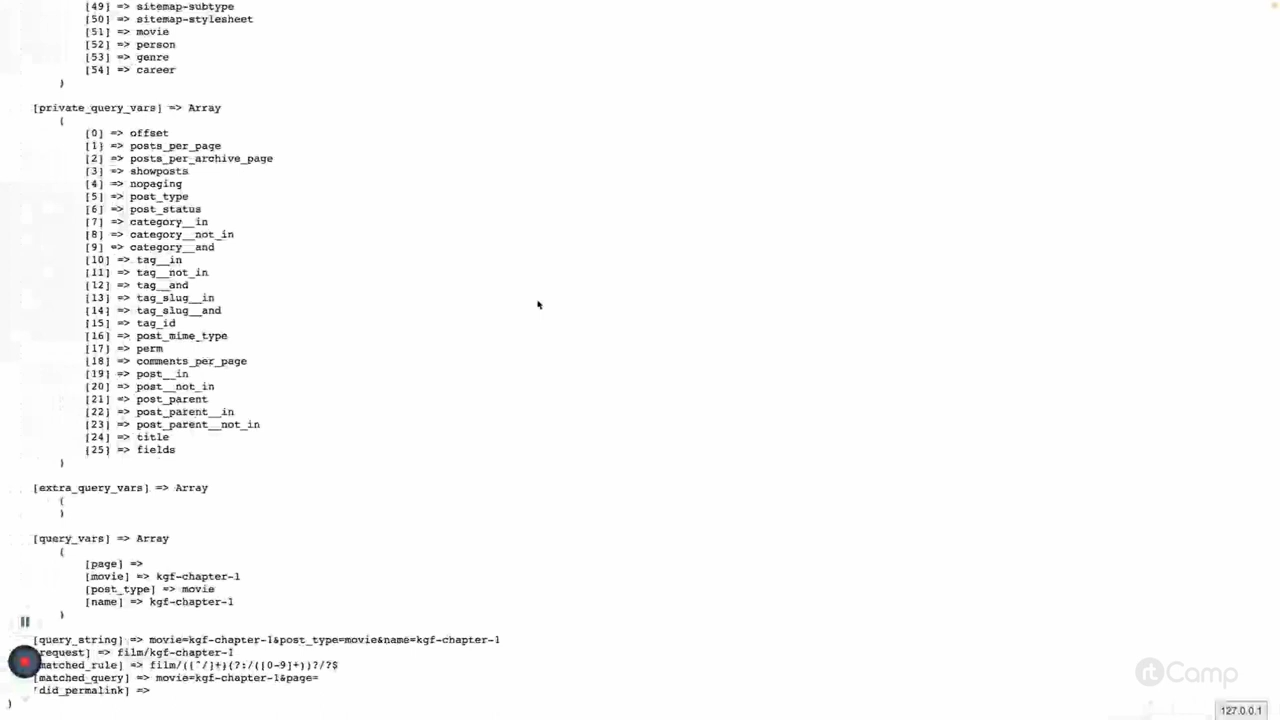 [49] => sitemap-subtype
[50] => sitemap-stylesheet
[51] => movie
[52] => person
[53] => genre
[54] => career
)
[private_query_vars] => Array
(
[0] => offset
[1] => posts_per_page
[2] => posts_per_archive_page
[3] => showposts
[4] => nopaging
[5] => post_type
[6] => post_status
[7] => category__in
[8] => category__not_in
[9] => category__and
[10] => tag__in
[11] => tag__not_in
[12] => tag__and
[13] => tag_slug__in
[14] => tag_slug__and
[15] => tag_id
[16] => post_mime_type
[17] => perm
[18] => comments_per_page
[19] => post__in
[20] => post__not_in
[21] => post_parent
[22] => post_parent__in
[23] => post_parent__not_in
[24] => title
[25] => fields
)
[extra_query_vars] => Array
(
)
[query_vars] => Array
(
[page] =>
[movie] => kgf-chapter-1
[post_type] => movie
[name] => kgf-chapter-1
)
[query_string] => movie=kgf-chapter-1&post_type=movie&name=kgf-chapter-1
request] => film/kgf-chapter-1
matched_rule] => film/([^/]+)(?:/([0-9]+))?/?$
[matched_query] => movie=kgf-chapter-1&page=
[did_permalink] =>
)
rtCamp
127.0.0.1